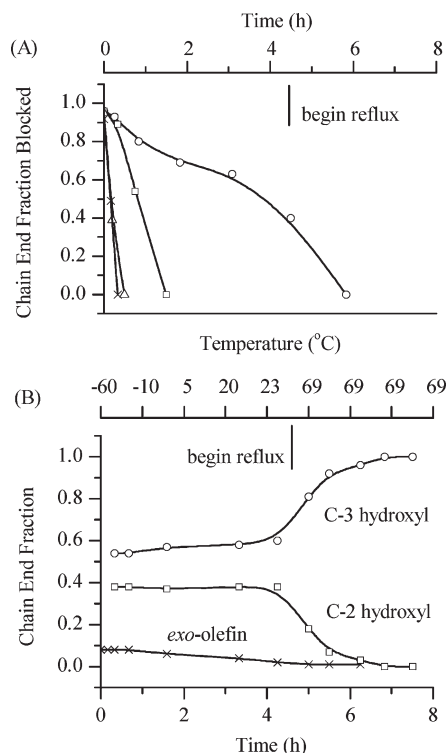 Time (h)
(A)
0 2 4 6 8
begin reflux
1.0
0.8
0.6
0.4
0.2
0.0
Chain End Fraction Blocked
Temperature (°C)
(B)
-60 -10 5 20 23 69 69 69 69
begin reflux
1.0
0.8
0.6
0.4
0.2
0.0
Chain End Fraction
C-3 hydroxyl
C-2 hydroxyl
exo-olefin
0 2 4 6 8
Time (h)